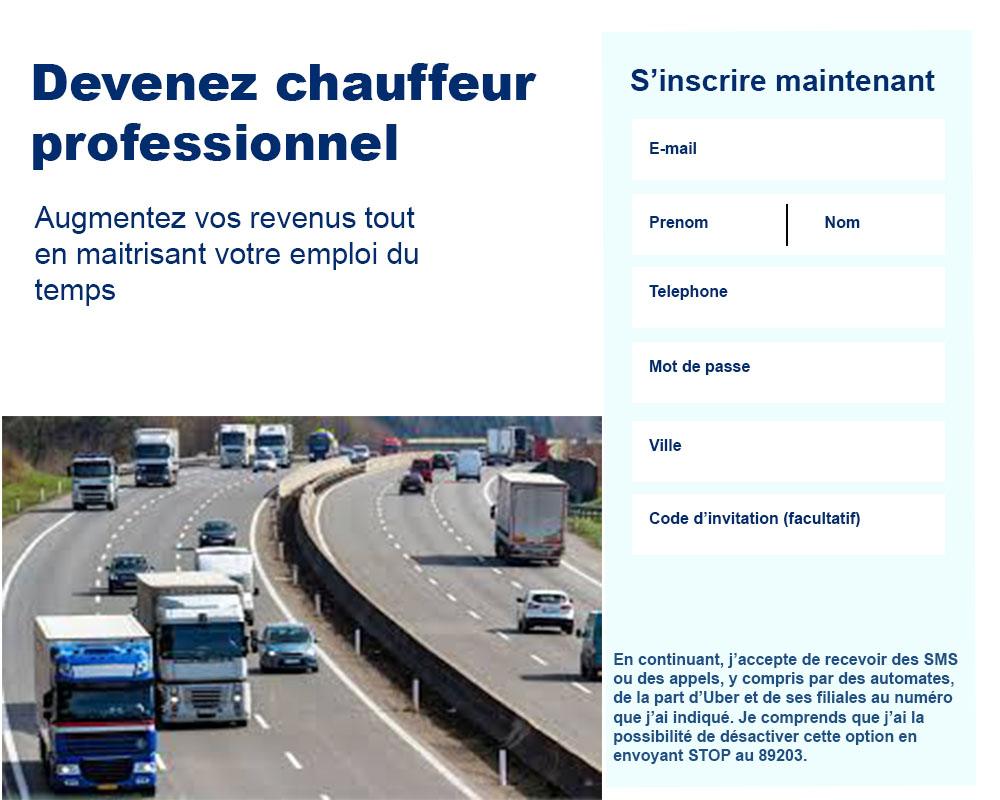 Devenez chauffeur
professionnel
Augmentez vos revenus tout
en maitrisant votre emploi du
temps
S’inscrire maintenant
E-mail
Prenom Nom
Telephone
Mot de passe
Ville
Code d’invitation (facultatif)
En continuant, j’accepte de recevoir des SMS
ou des appels, y compris par des automates,
de la part d’Uber et de ses filiales au numéro
que j’ai indiqué. Je comprends que j’ai la
possibilité de désactiver cette option en
envoyant STOP au 89203.